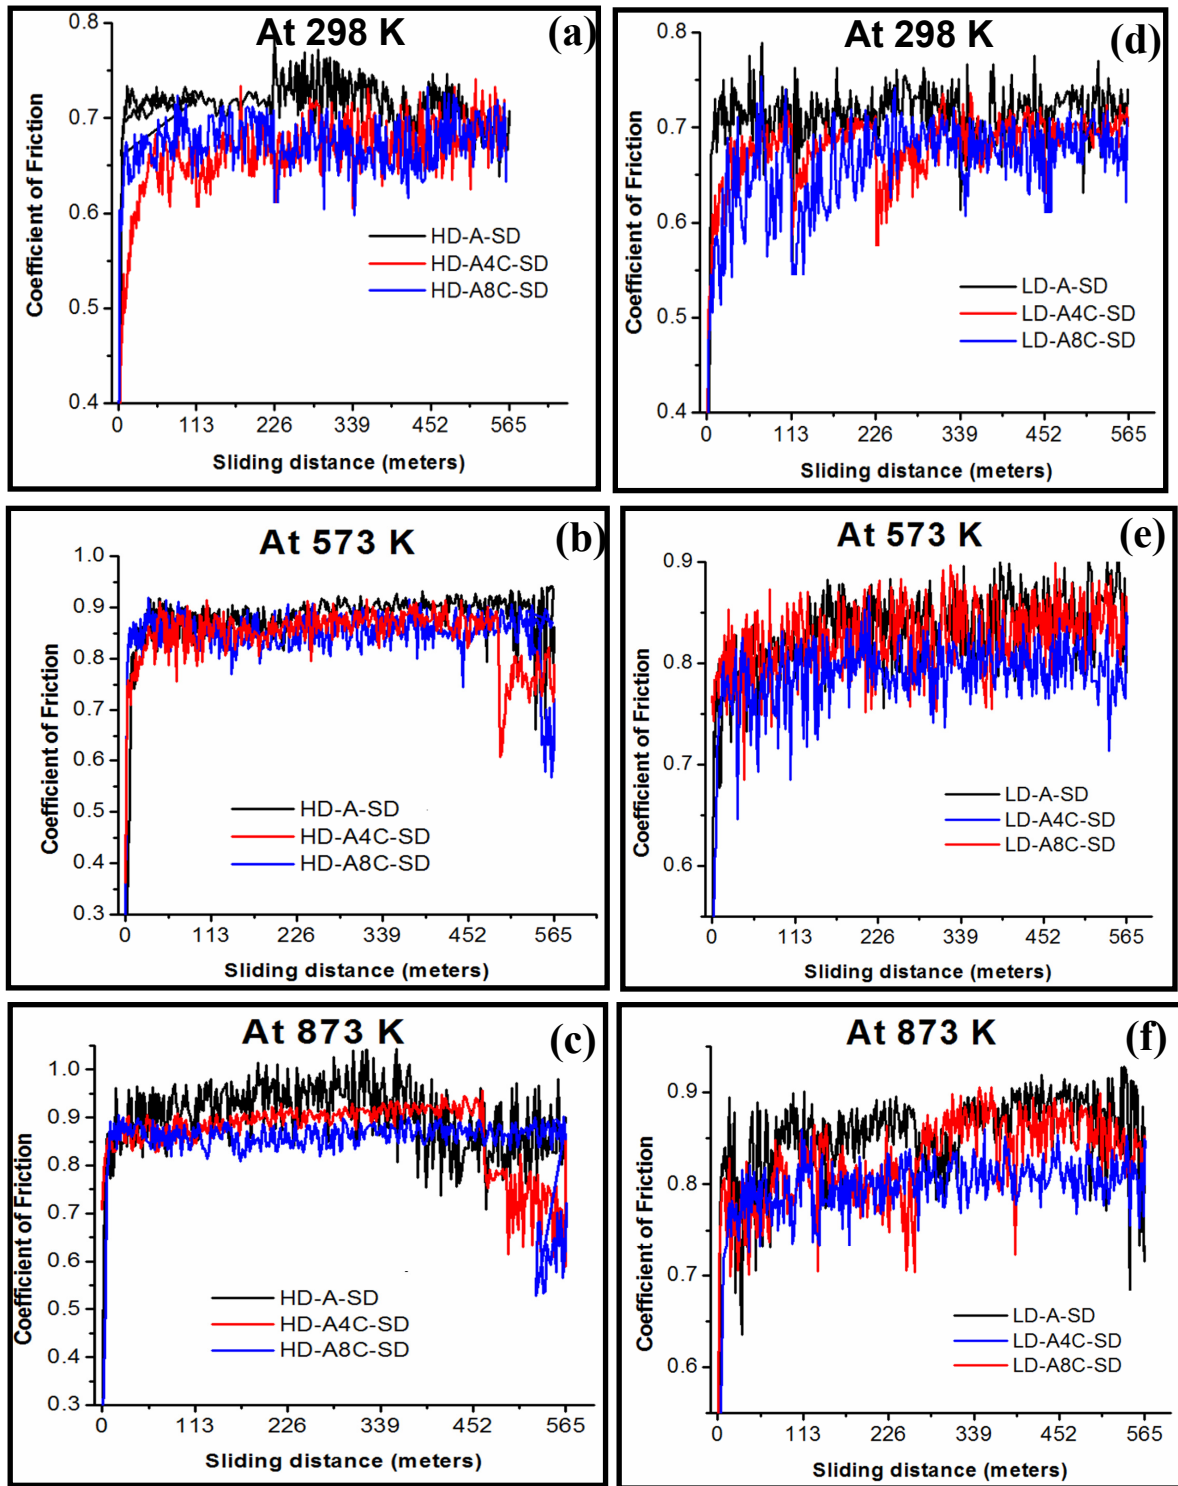 At 298 K
(a)
Coefficient of Friction
0.8
0.7
0.6
0.5
0.4
HD-A-SD
HD-A4C-SD
HD-A8C-SD
0 113 226 339 452 565
Sliding distance (meters)
At 298 K
(d)
Coefficient of Friction
0.8
0.7
0.6
0.5
0.4
LD-A-SD
LD-A4C-SD
LD-A8C-SD
0 113 226 339 452 565
Sliding distance (meters)
At 573 K
(b)
Coefficient of Friction
1.0
0.9
0.8
0.7
0.6
0.5
0.4
0.3
HD-A-SD
HD-A4C-SD
HD-A8C-SD
0 113 226 339 452 565
Sliding distance (meters)
At 573 K
(e)
Coefficient of Friction
0.9
0.8
0.7
0.6
LD-A-SD
LD-A4C-SD
LD-A8C-SD
0 113 226 339 452 565
Sliding distance (meters)
At 873 K
(c)
Coefficient of Friction
1.0
0.9
0.8
0.7
0.6
0.5
0.4
0.3
HD-A-SD
HD-A4C-SD
HD-A8C-SD
0 113 226 339 452 565
Sliding distance (meters)
At 873 K
(f)
Coefficient of Friction
0.9
0.8
0.7
0.6
LD-A-SD
LD-A4C-SD
LD-A8C-SD
0 113 226 339 452 565
Sliding distance (meters)